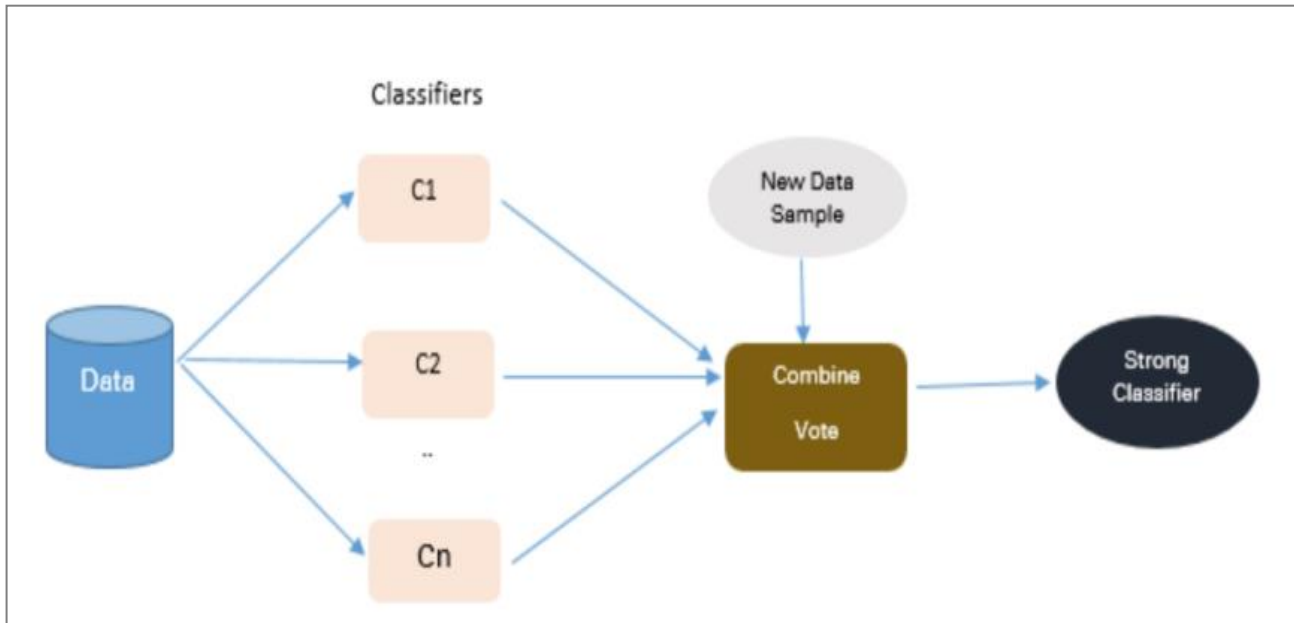 Classifiers
C1
New Data
Sample
Data
C2
..
Combine
Vote
Strong
Classifier
Cn